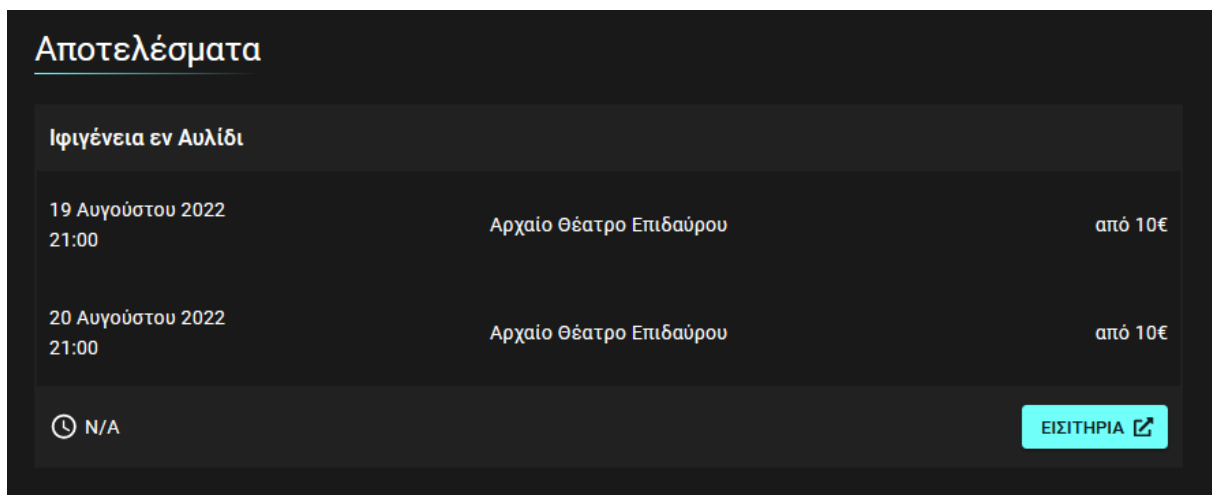 Αποτελέσματα
Ιφιγένεια εν Αυλίδι
19 Αυγούστου 2022
21:00
Αρχαίο Θέατρο Επιδαύρου
από 10€
20 Αυγούστου 2022
21:00
Αρχαίο Θέατρο Επιδαύρου
από 10€
N/A
ΕΙΣΙΤΗΡΙΑ